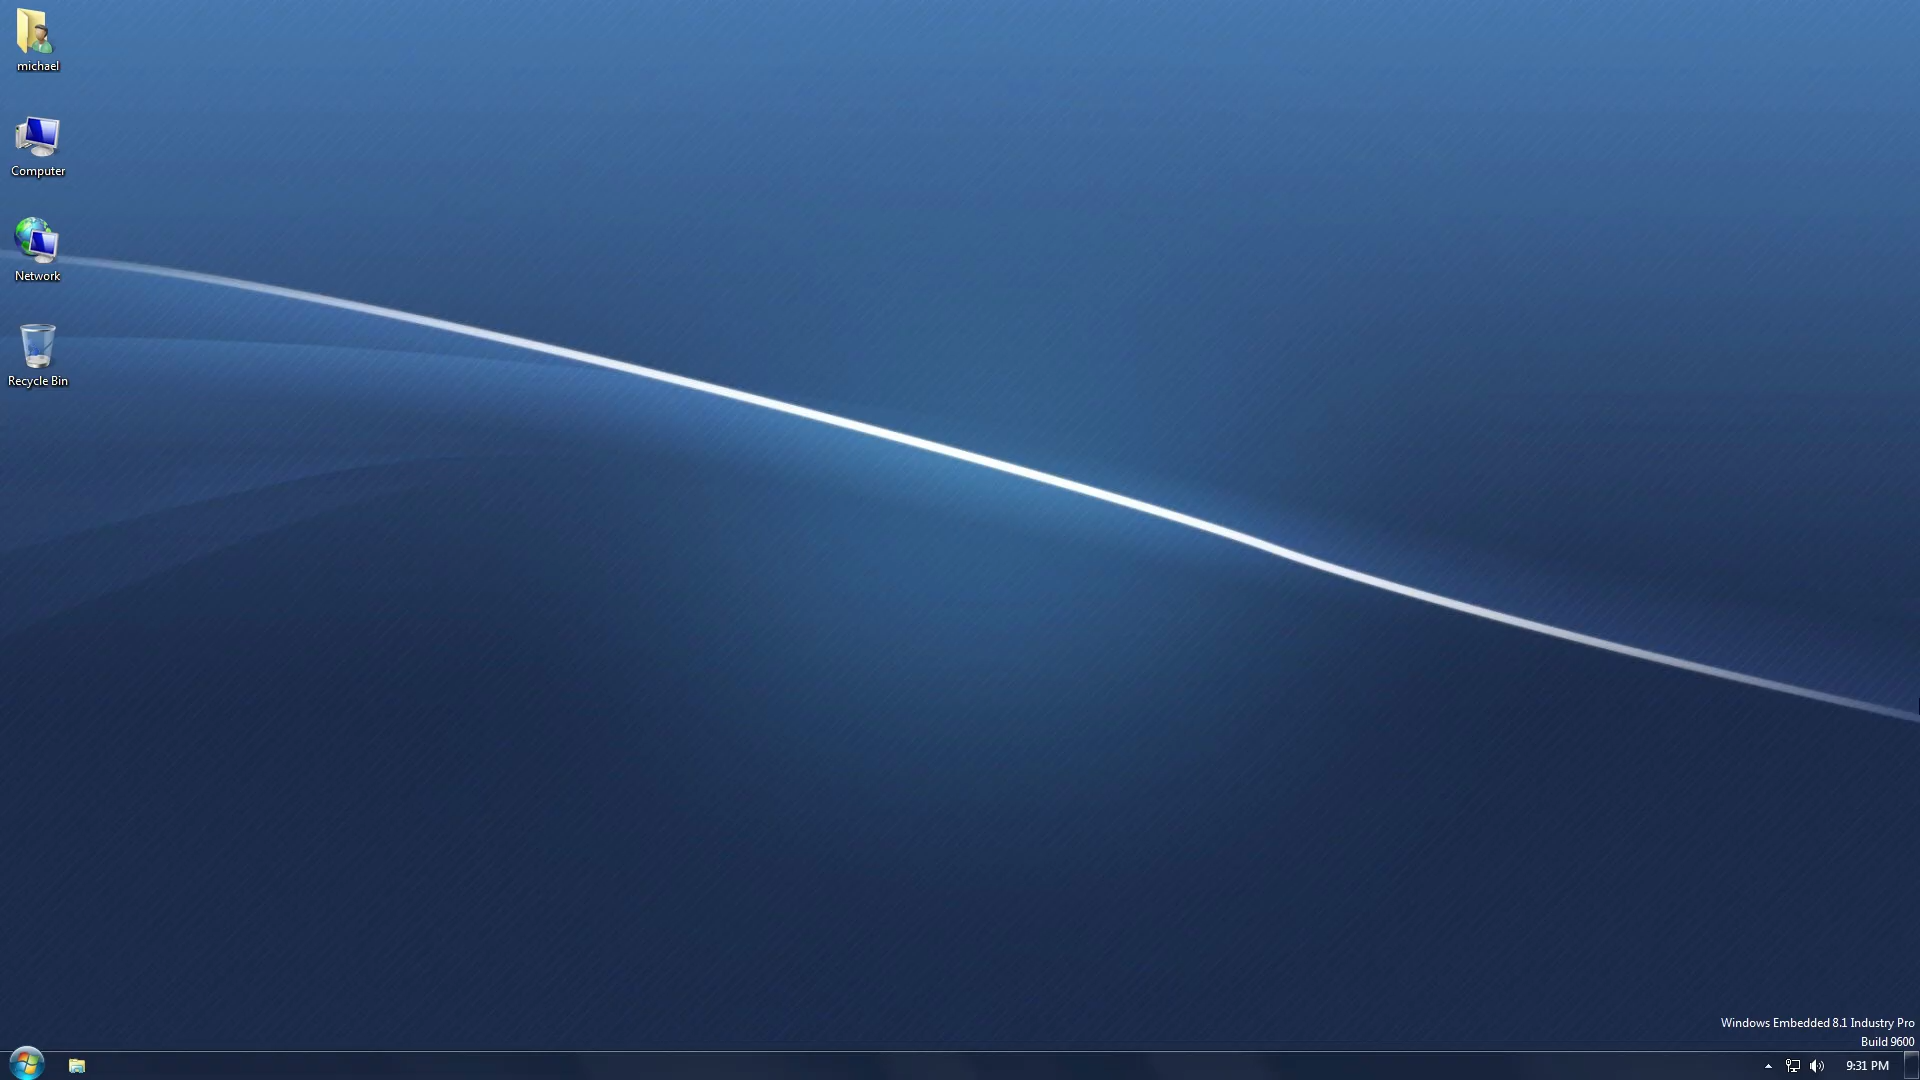 michael
Computer
Network
Recycle Bin
Windows Embedded 8.1 Industry Pro
Build 9600
9:31 PM